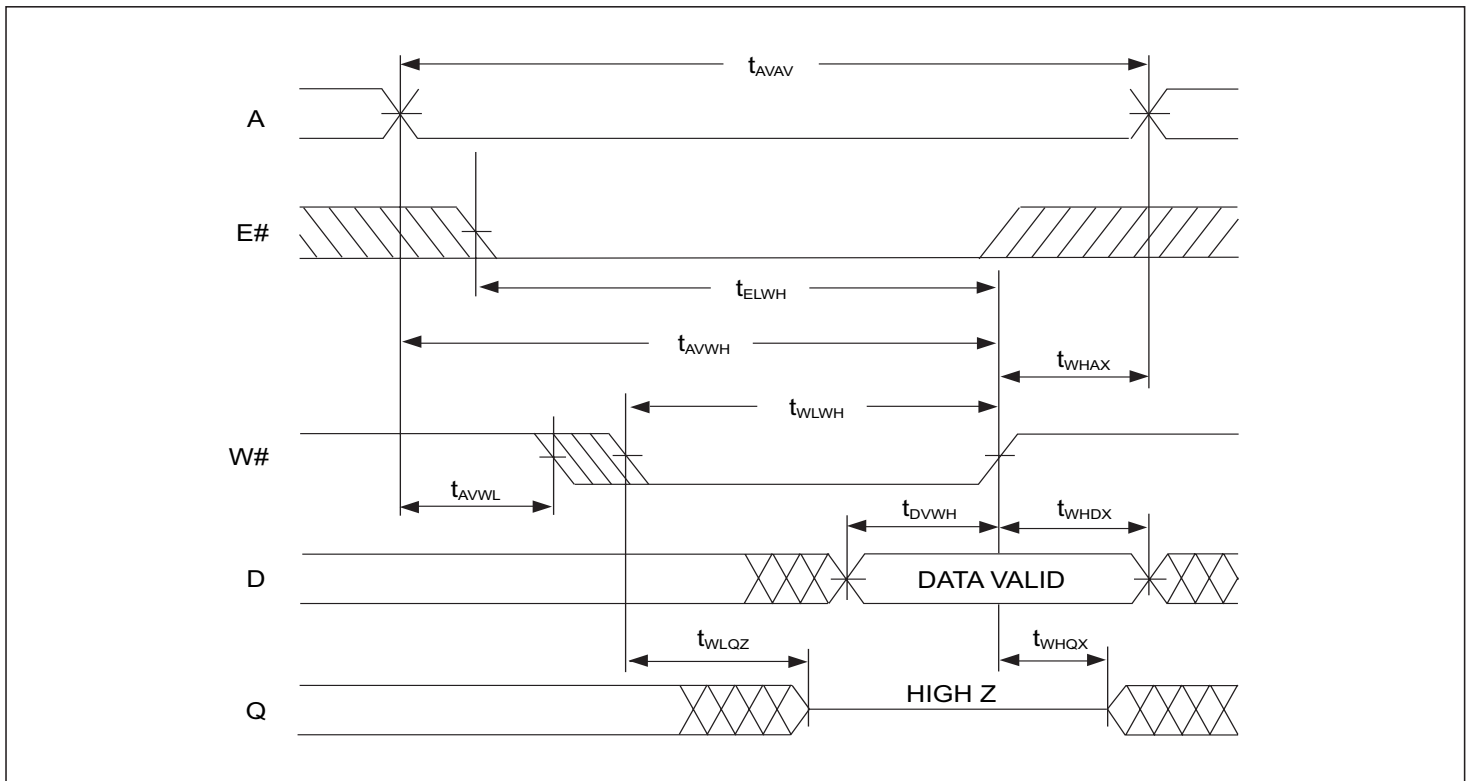 tAVAV
A
E#
tELWH
tAVWH
tWHAX
tWLWH
W#
tAVWL
tDVWH
tWHDX
D
DATA VALID
tWLQZ
tWHQX
Q
HIGH Z